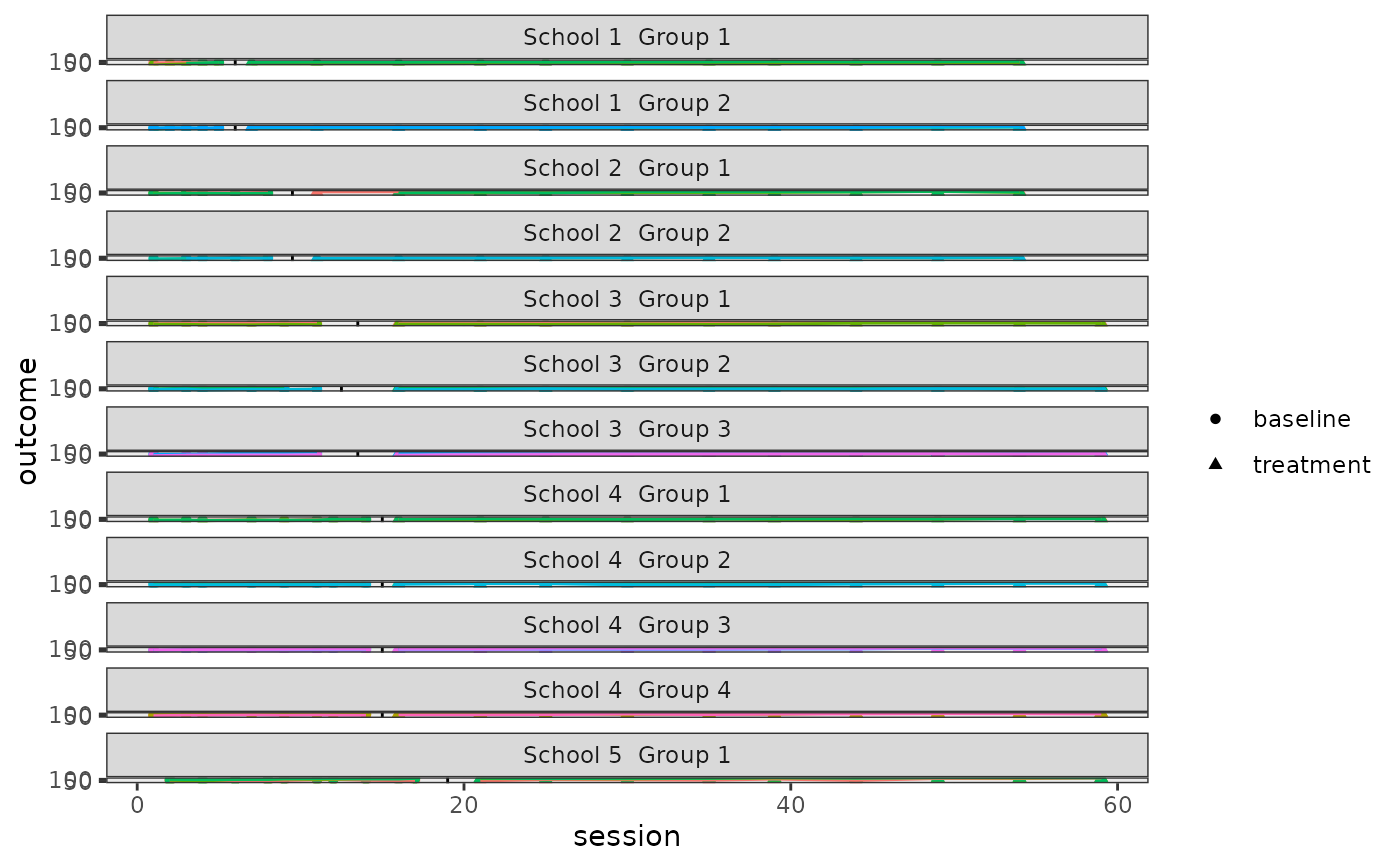 School 1 Group 1
School 1 Group 2
School 2 Group 1
School 2 Group 2
School 3 Group 1
School 3 Group 2
School 3 Group 3
School 4 Group 1
School 4 Group 2
School 4 Group 3
School 4 Group 4
School 5 Group 1
0 20 40 60
session
outcome
baseline
treatment